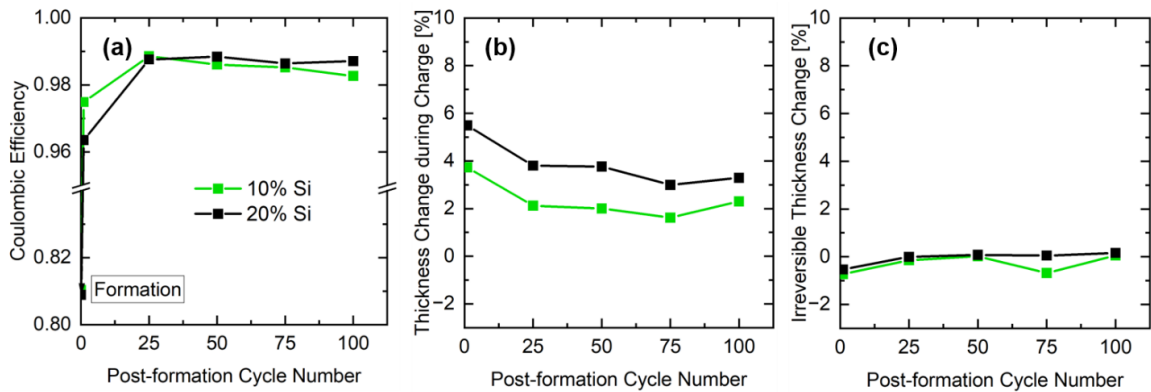 (a)
Coulombic Efficiency
1.00
0.98
0.96
0.82
0.80
10% Si
20% Si
Formation
0 25 50 75 100
Post-formation Cycle Number
(b)
Thickness Change during Charge [%]
10
8
6
4
2
0
−2
0 25 50 75 100
Post-formation Cycle Number
(c)
Irreversible Thickness Change [%]
10
8
6
4
2
0
−2
0 25 50 75 100
Post-formation Cycle Number